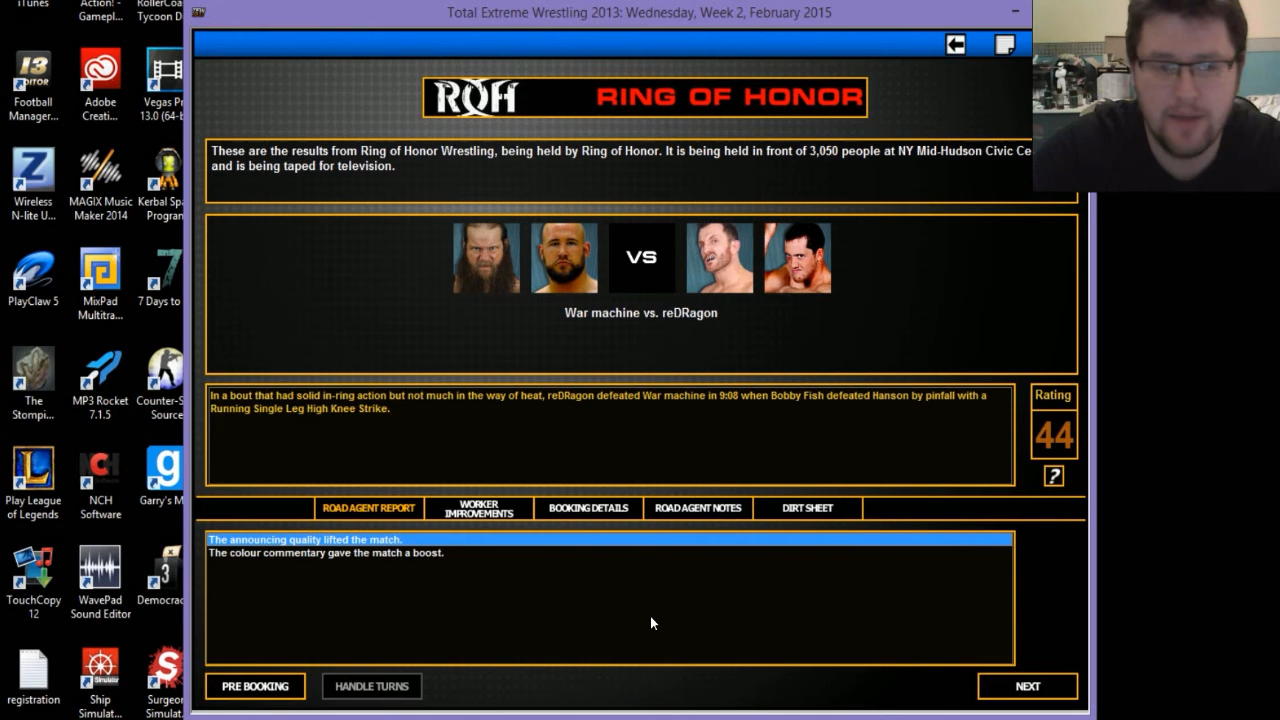 iTunes
Action! -
Gamepl...
RollerCoa
Tycoon D
Total Extreme Wrestling 2013: Wednesday, Week 2, February 2015
Football
Manager...
Adobe
Creati...
Vegas Pr
13.0 (64-b
ROH
RING OF HONOR
These are the results from Ring of Honor Wrestling, being held by Ring of Honor. It is being held in front of 3,050 people at NY Mid-Hudson Civic Ce
and is being taped for television.
Wireless
N-lite U...
MAGIX Music
Maker 2014
Kerbal Spa
Program
VS
War machine vs. reDRagon
PlayClaw 5
MixPad
Multitra...
7 Days to
The
Stompi...
MP3 Rocket
7.1.5
Counter-S
Source
In a bout that had solid in-ring action but not much in the way of heat, reDRagon defeated War machine in 9:08 when Bobby Fish defeated Hanson by pinfall with a
Running Single Leg High Knee Strike.
Rating
44
?
Play League
of Legends
NCH
Software
Garry's M
ROAD AGENT REPORT
WORKER
IMPROVEMENTS
BOOKING DETAILS
ROAD AGENT NOTES
DIRT SHEET
The announcing quality lifted the match.
The colour commentary gave the match a boost.
TouchCopy
12
WavePad
Sound Editor
Democrac
registration
Ship
Simulat...
Surgeon
Simulat.
PRE BOOKING
HANDLE TURNS
NEXT